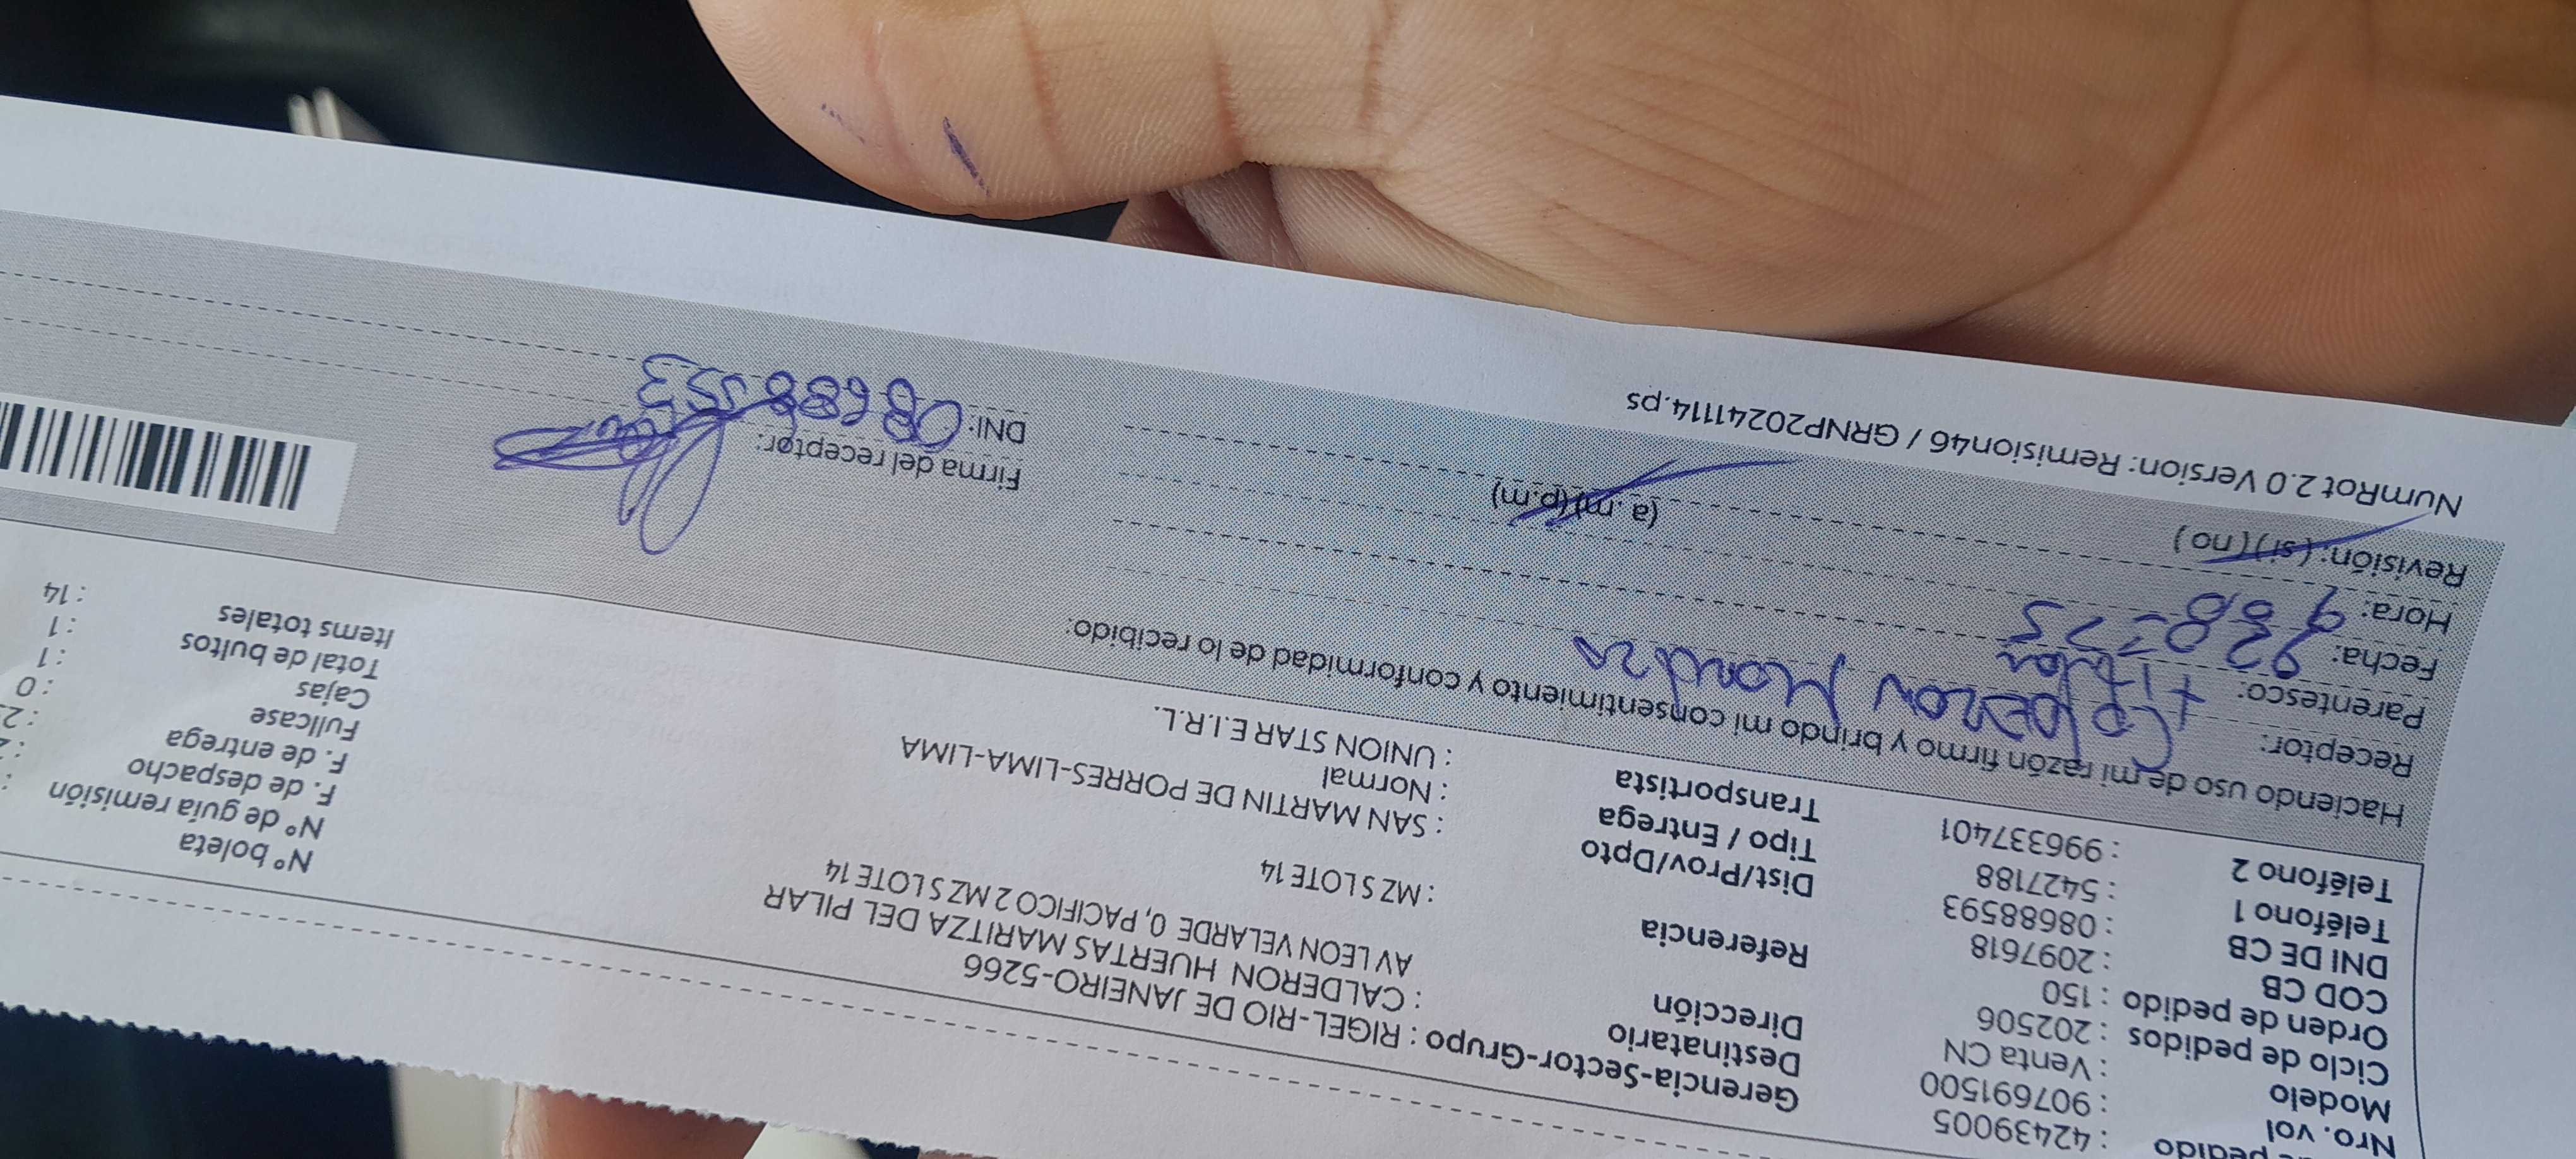 pedido : 42439005
Nro. vol : 907691500
Modelo : Venta CN
Ciclo de pedidos : 202506
Orden de pedido : 150
COD CB : 2097618
DNI DE CB : 08688593
Teléfono 1 : 5427188
Teléfono 2 : 996337401
Gerencia-Sector-Grupo : RIGEL-RIO DE JANEIRO-5266
Destinatario : CALDERON HUERTAS MARITZA DEL PILAR
Dirección AV LEON VELARDE 0, PACIFICO 2 MZ S LOTE 14
Referencia : MZ S LOTE 14
Dist/Prov/Dpto : SAN MARTIN DE PORRES-LIMA-LIMA
Tipo / Entrega : Normal
Transportista : UNION STAR E.I.R.L.
N° boleta :
N° de guía remisión :
F. de despacho :
F. de entrega : 2
Fullcase : 0
Cajas : 1
Total de bultos : 1
Items totales : 14
Haciendo uso de mi razón firmo y brindo mi consentimiento y conformidad de lo recibido:
Receptor: Calderon
Parentesco: titular
Fecha:
Hora: (a.m) (p.m)
Revisión: (si) (no)
Firma del receptor:
DNI:
NumRot 2.0 Version: Remision46 / GRNP20241114.ps